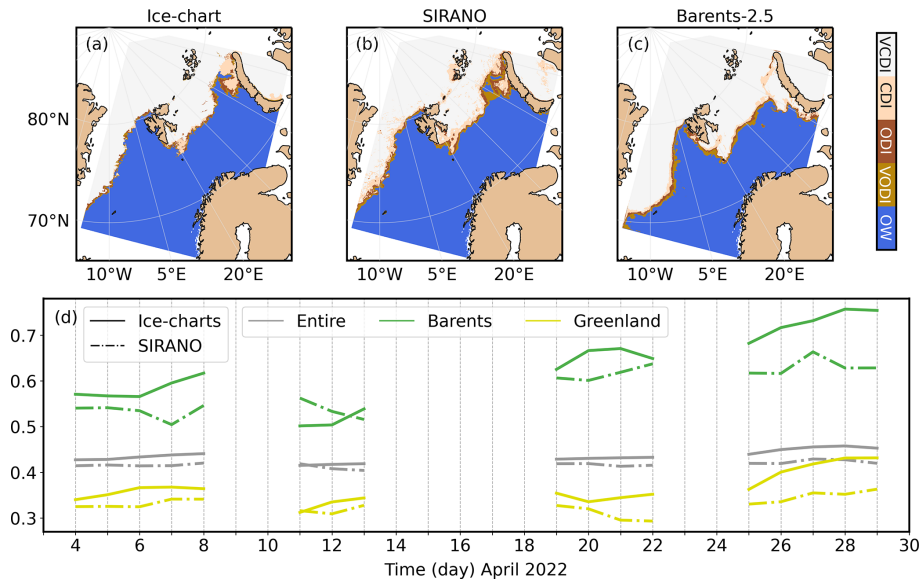 Ice-chart SIRANO Barents-2.5
(a) (b) (c)
80°N
70°N
10°W 5°E 20°E 10°W 5°E 20°E 10°W 5°E 20°E
VCDI
CDI
ODI
VODI
OW
(d)
Ice-charts
SIRANO
Entire Barents Greenland
0.7
0.6
0.5
0.4
0.3
4 6 8 10 12 14 16 18 20 22 24 26 28 30
Time (day) April 2022